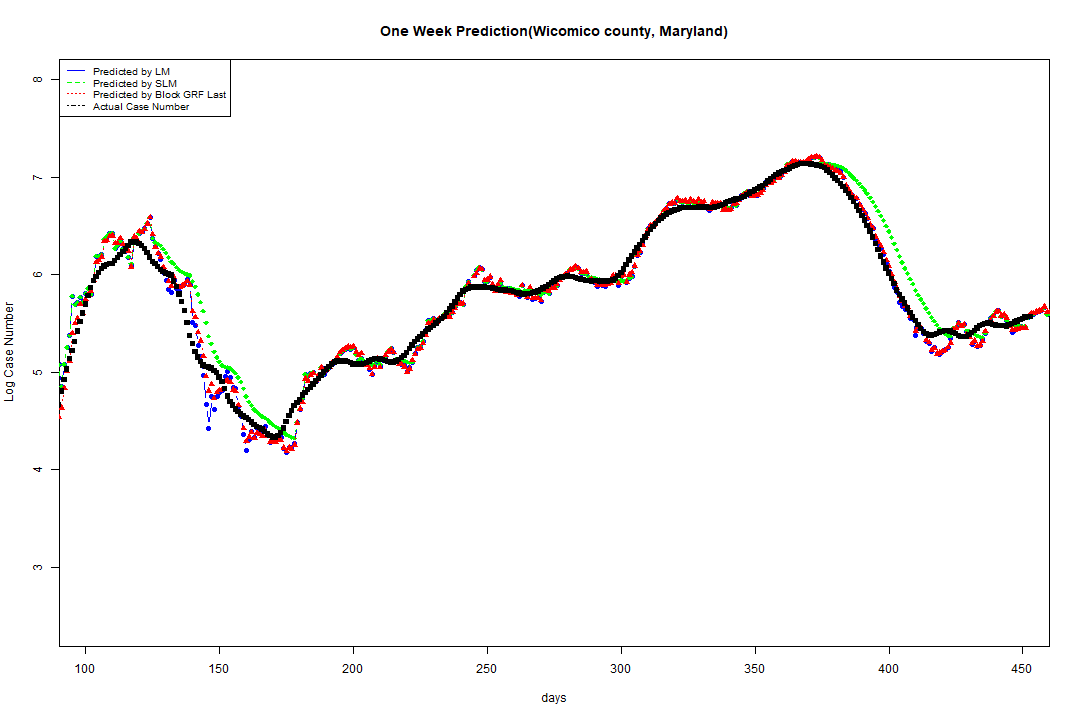 One Week Prediction(Wicomico county, Maryland)
Predicted by LM
Predicted by SLM
Predicted by Block GRF Last
Actual Case Number
8
7
6
5
4
3
Log Case Number
100 150 200 250 300 350 400 450
days